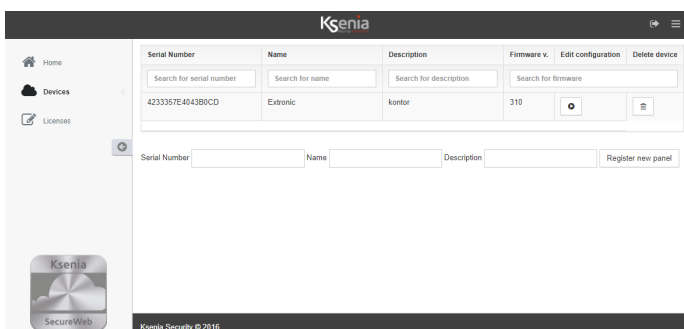 Ksenia
Home
Devices
Licenses
Serial Number Name Description Firmware v. Edit configuration Delete device
Search for serial number Search for name Search for description Search for firmware
4233357E4043B0CD Extronic kontor 310
Serial Number Name Description Register new panel
Ksenia
SecureWeb
Ksenia Security © 2016